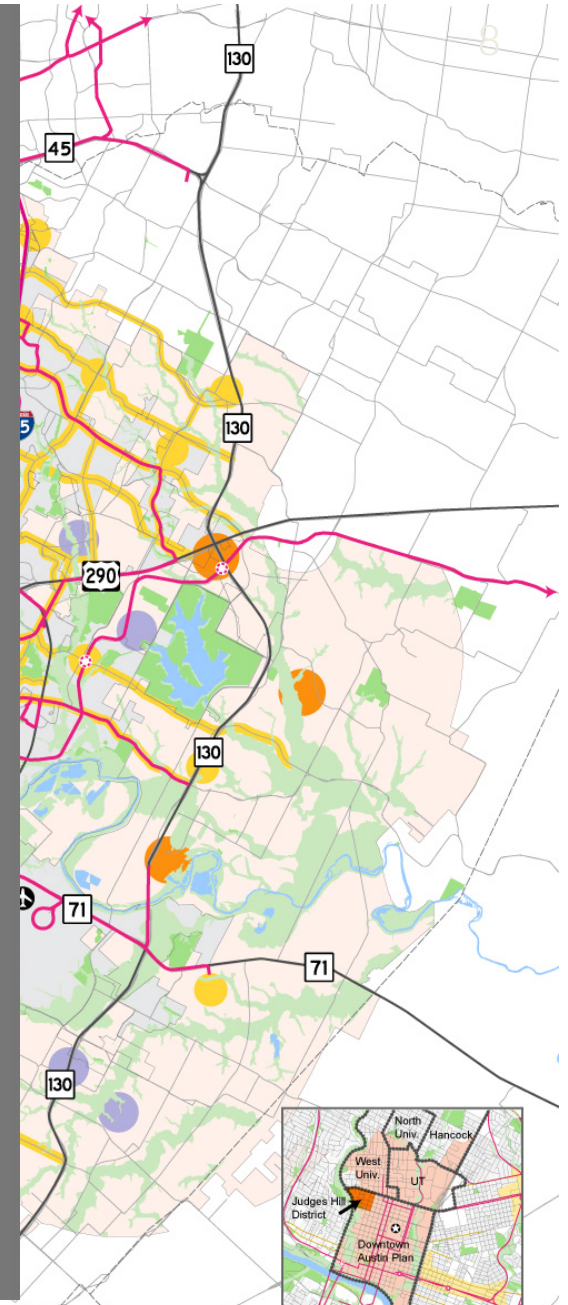 130
45
130
5
290
130
71
71
130
North
Univ.
Hancock
West
Univ.
UT
Judges Hill
District
Downtown
Austin Plan